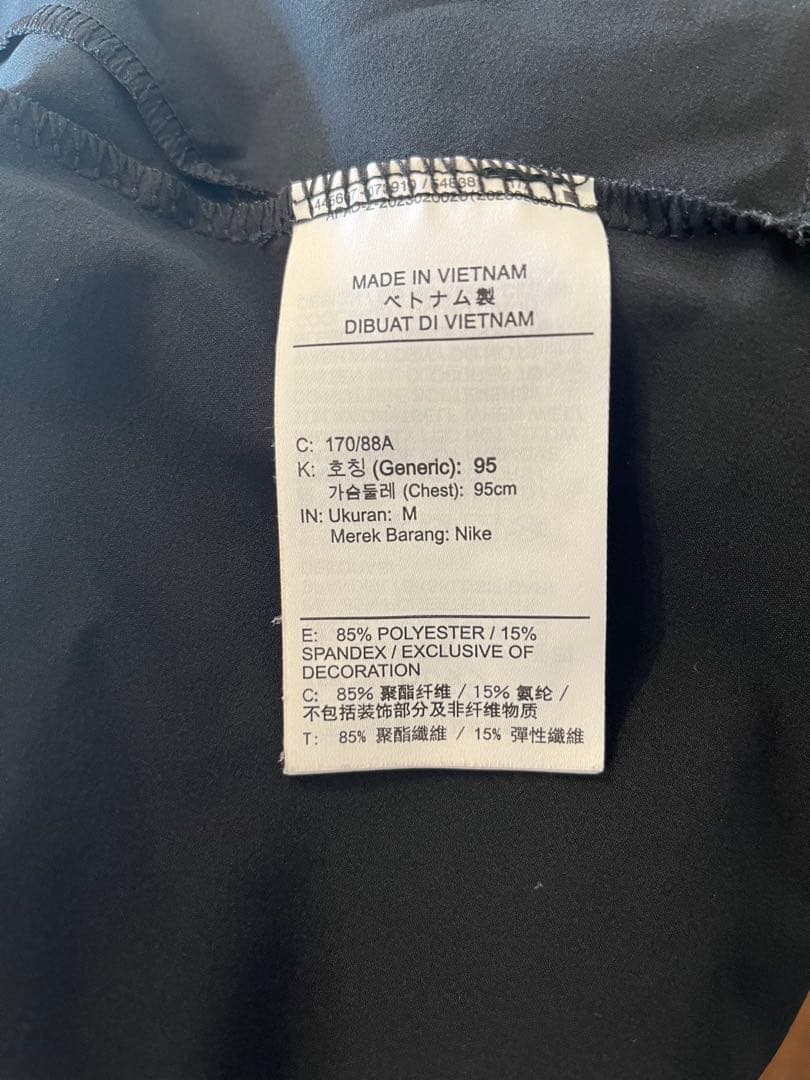 MADE IN VIETNAM
ベトナム製
DIBUAT DI VIETNAM
C: 170/88A
K: 호칭 (Generic): 95
가슴둘레 (Chest): 95cm
IN: Ukuran: M
Merek Barang: Nike
E: 85% POLYESTER / 15%
SPANDEX / EXCLUSIVE OF
DECORATION
C: 85% 聚酯纤维 / 15% 氨纶 /
不包括装饰部分及非纤维物质
T: 85% 聚酯纖維 / 15% 彈性纖維